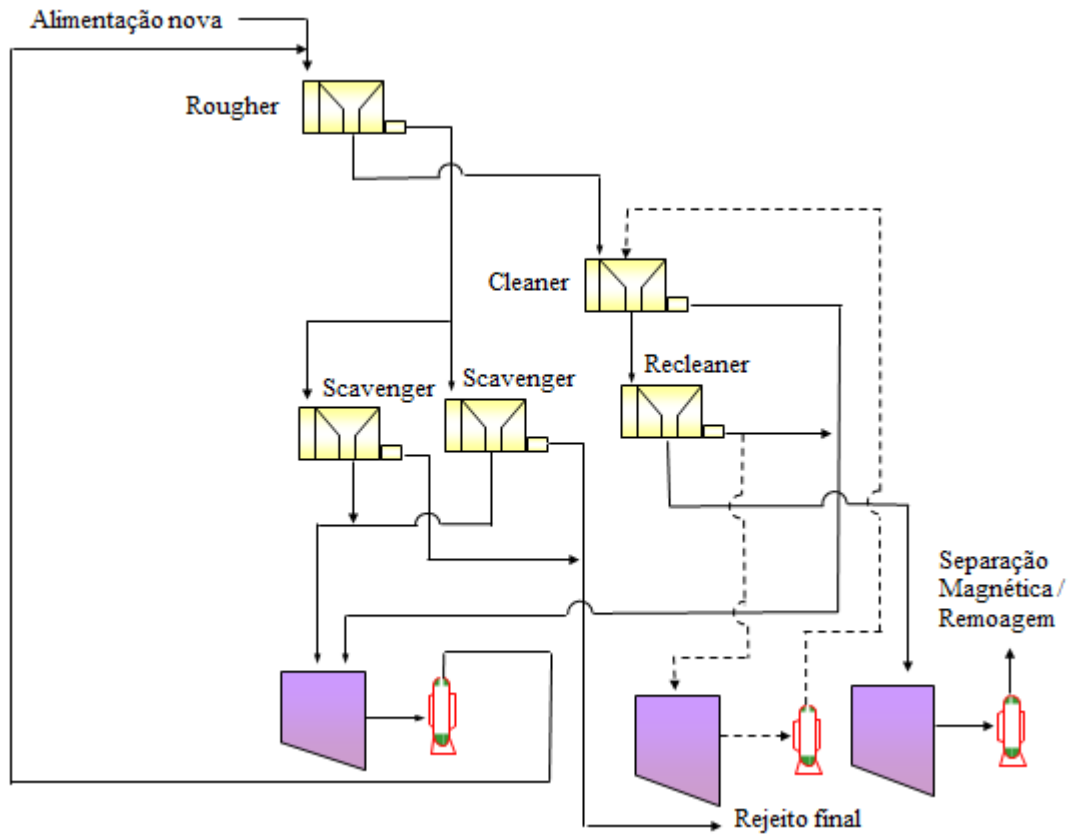 Alimentação nova
Rougher
Cleaner
Recleaner
Scavenger
Scavenger
Separação
Magnética /
Remoagem
Rejeito final